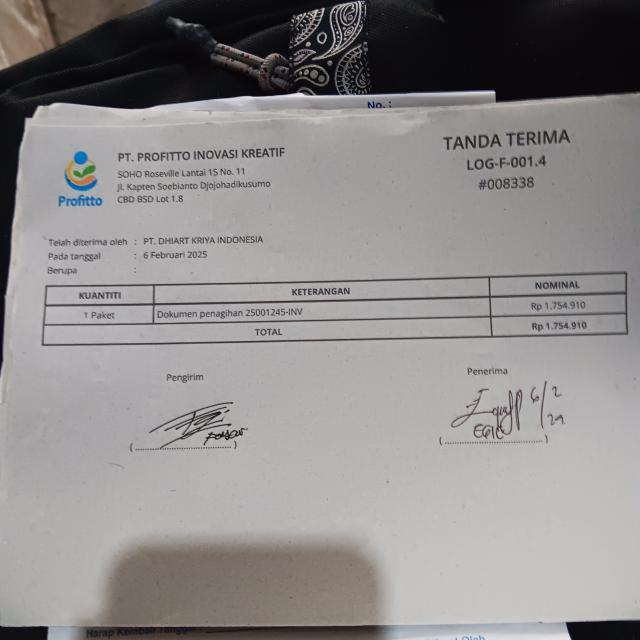 No. :
PT. PROFITTO INOVASI KREATIF
SOHO Roseville Lantai 15 No. 11
Jl. Kapten Soebianto Djojohadikusumo
CBD BSD Lot 1.8
Profitto
TANDA TERIMA
LOG-F-001.4
#008338
Telah diterima oleh : PT. DHIART KRIYA INDONESIA
Pada tanggal : 6 Februari 2025
Berupa :
KUANTITI KETERANGAN NOMINAL
1 Paket Dokumen penagihan 25001245-INV Rp 1.754.910
TOTAL Rp 1.754.910
Pengirim Penerima
6/2
EGIE
(........................) (........................)
Harap Kembali Tanggal